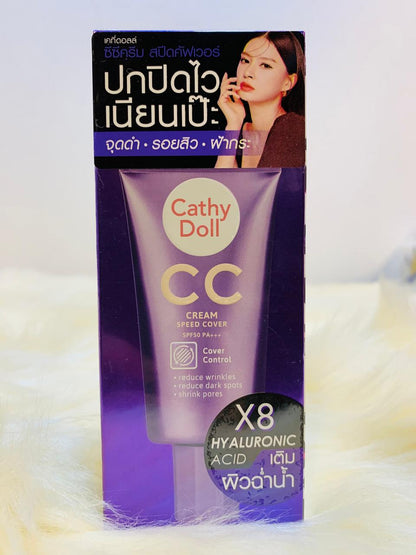 เคที่ดอลล์
ซีซีครีม สปีดคัฟเวอร์
ปกปิดไว
เนียนเป๊ะ
จุดด่างดำ • รอยสิว • ฝ้ากระ
Cathy
Doll
CC
CREAM
SPEED COVER
SPF50 PA+++
Cover
Control
• reduce wrinkles
• reduce dark spots
• shrink pores
X8
HYALURONIC
ACID เติม
ผิวฉ่ำน้ำ